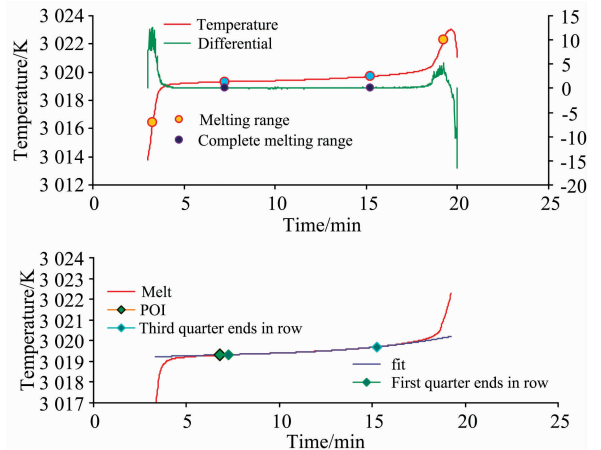 3 024
3 020
3 018
3 016
3 014
3 012
Temperature/K
Temperature
Differential
Melting range
Complete melting range
15
10
5
0
-5
-10
-15
-20
0
5
10
15
20
25
Time/min
3 024
3 023
3 022
3 021
3 020
3 019
3 018
3 017
Temperature/K
Melt
POI
Third quarter ends in row
fit
First quarter ends in row
0
5
10
15
20
25
Time/min